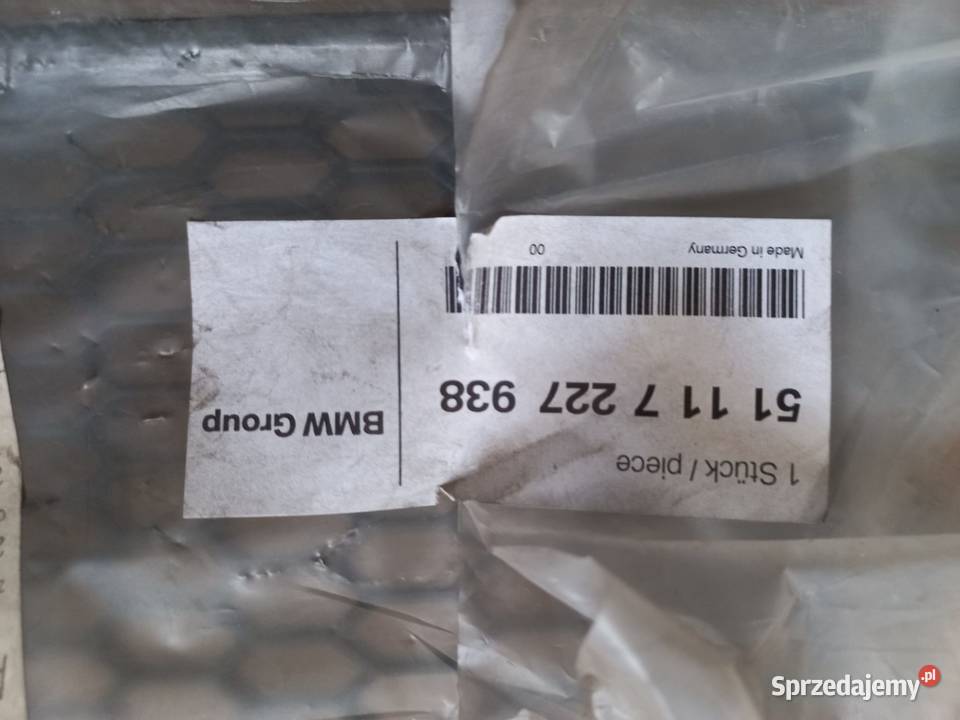 1 Stück / piece
51 11 7 227 938
Made in Germany 00
BMW Group
Sprzedajemy.pl